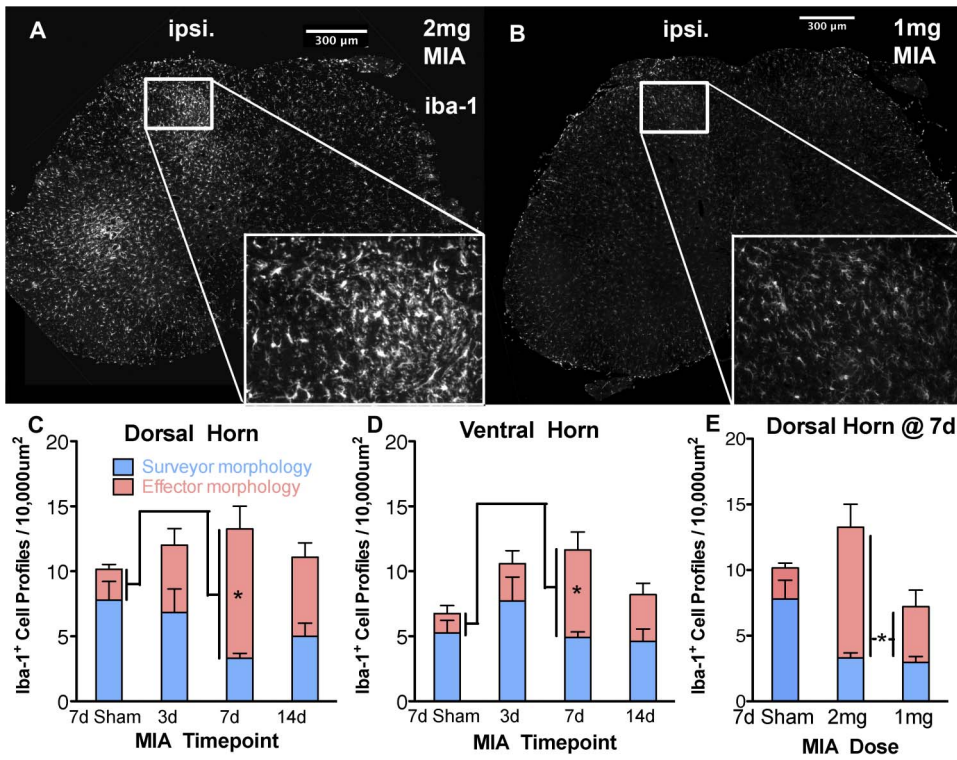 A
ipsi.
300 µm
2mg
MIA
iba-1
B
ipsi.
300 µm
1mg
MIA
C
Dorsal Horn
Surveyor morphology
Effector morphology
Iba-1+ Cell Profiles / 10,000um2
20
15
10
5
0
*
7d Sham 3d 7d 14d
MIA Timepoint
D
Ventral Horn
Iba-1+ Cell Profiles / 10,000um2
20
15
10
5
0
*
7d Sham 3d 7d 14d
MIA Timepoint
E
Dorsal Horn @ 7d
Iba-1+ Cell Profiles / 10,000um2
20
15
10
5
0
*
7d Sham 2mg 1mg
MIA Dose